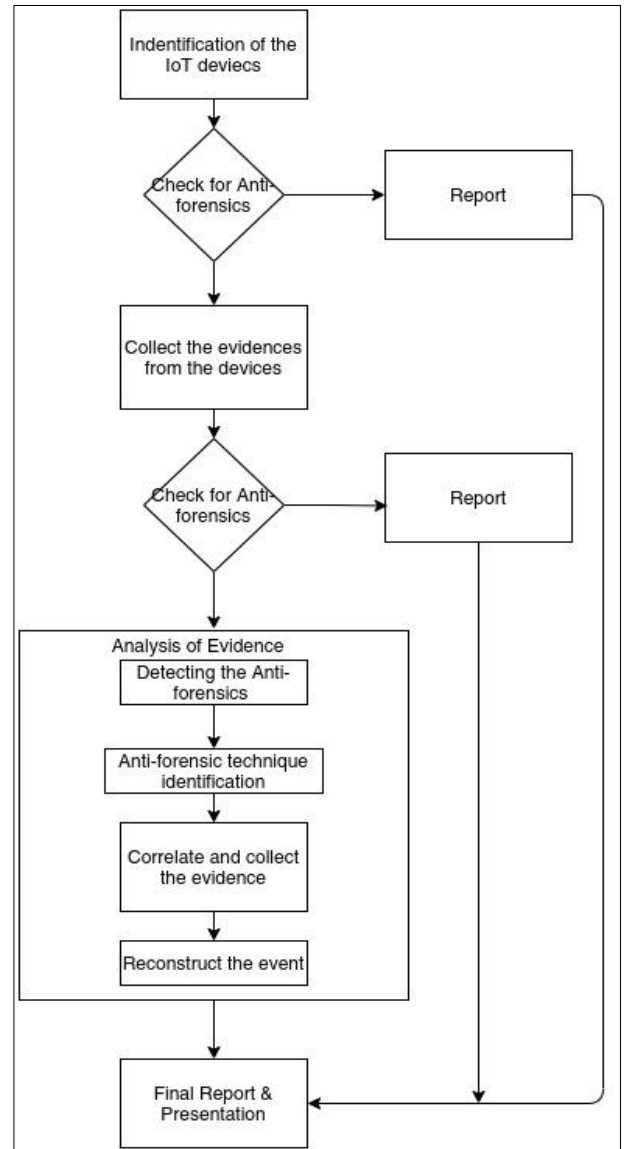 Indentification of the
IoT deviecs
Check for Anti-
forensics
Report
Collect the evidences
from the devices
Check for Anti-
forensics
Report
Analysis of Evidence
Detecting the Anti-
forensics
Anti-forensic technique
identification
Correlate and collect
the evidence
Reconstruct the event
Final Report &
Presentation